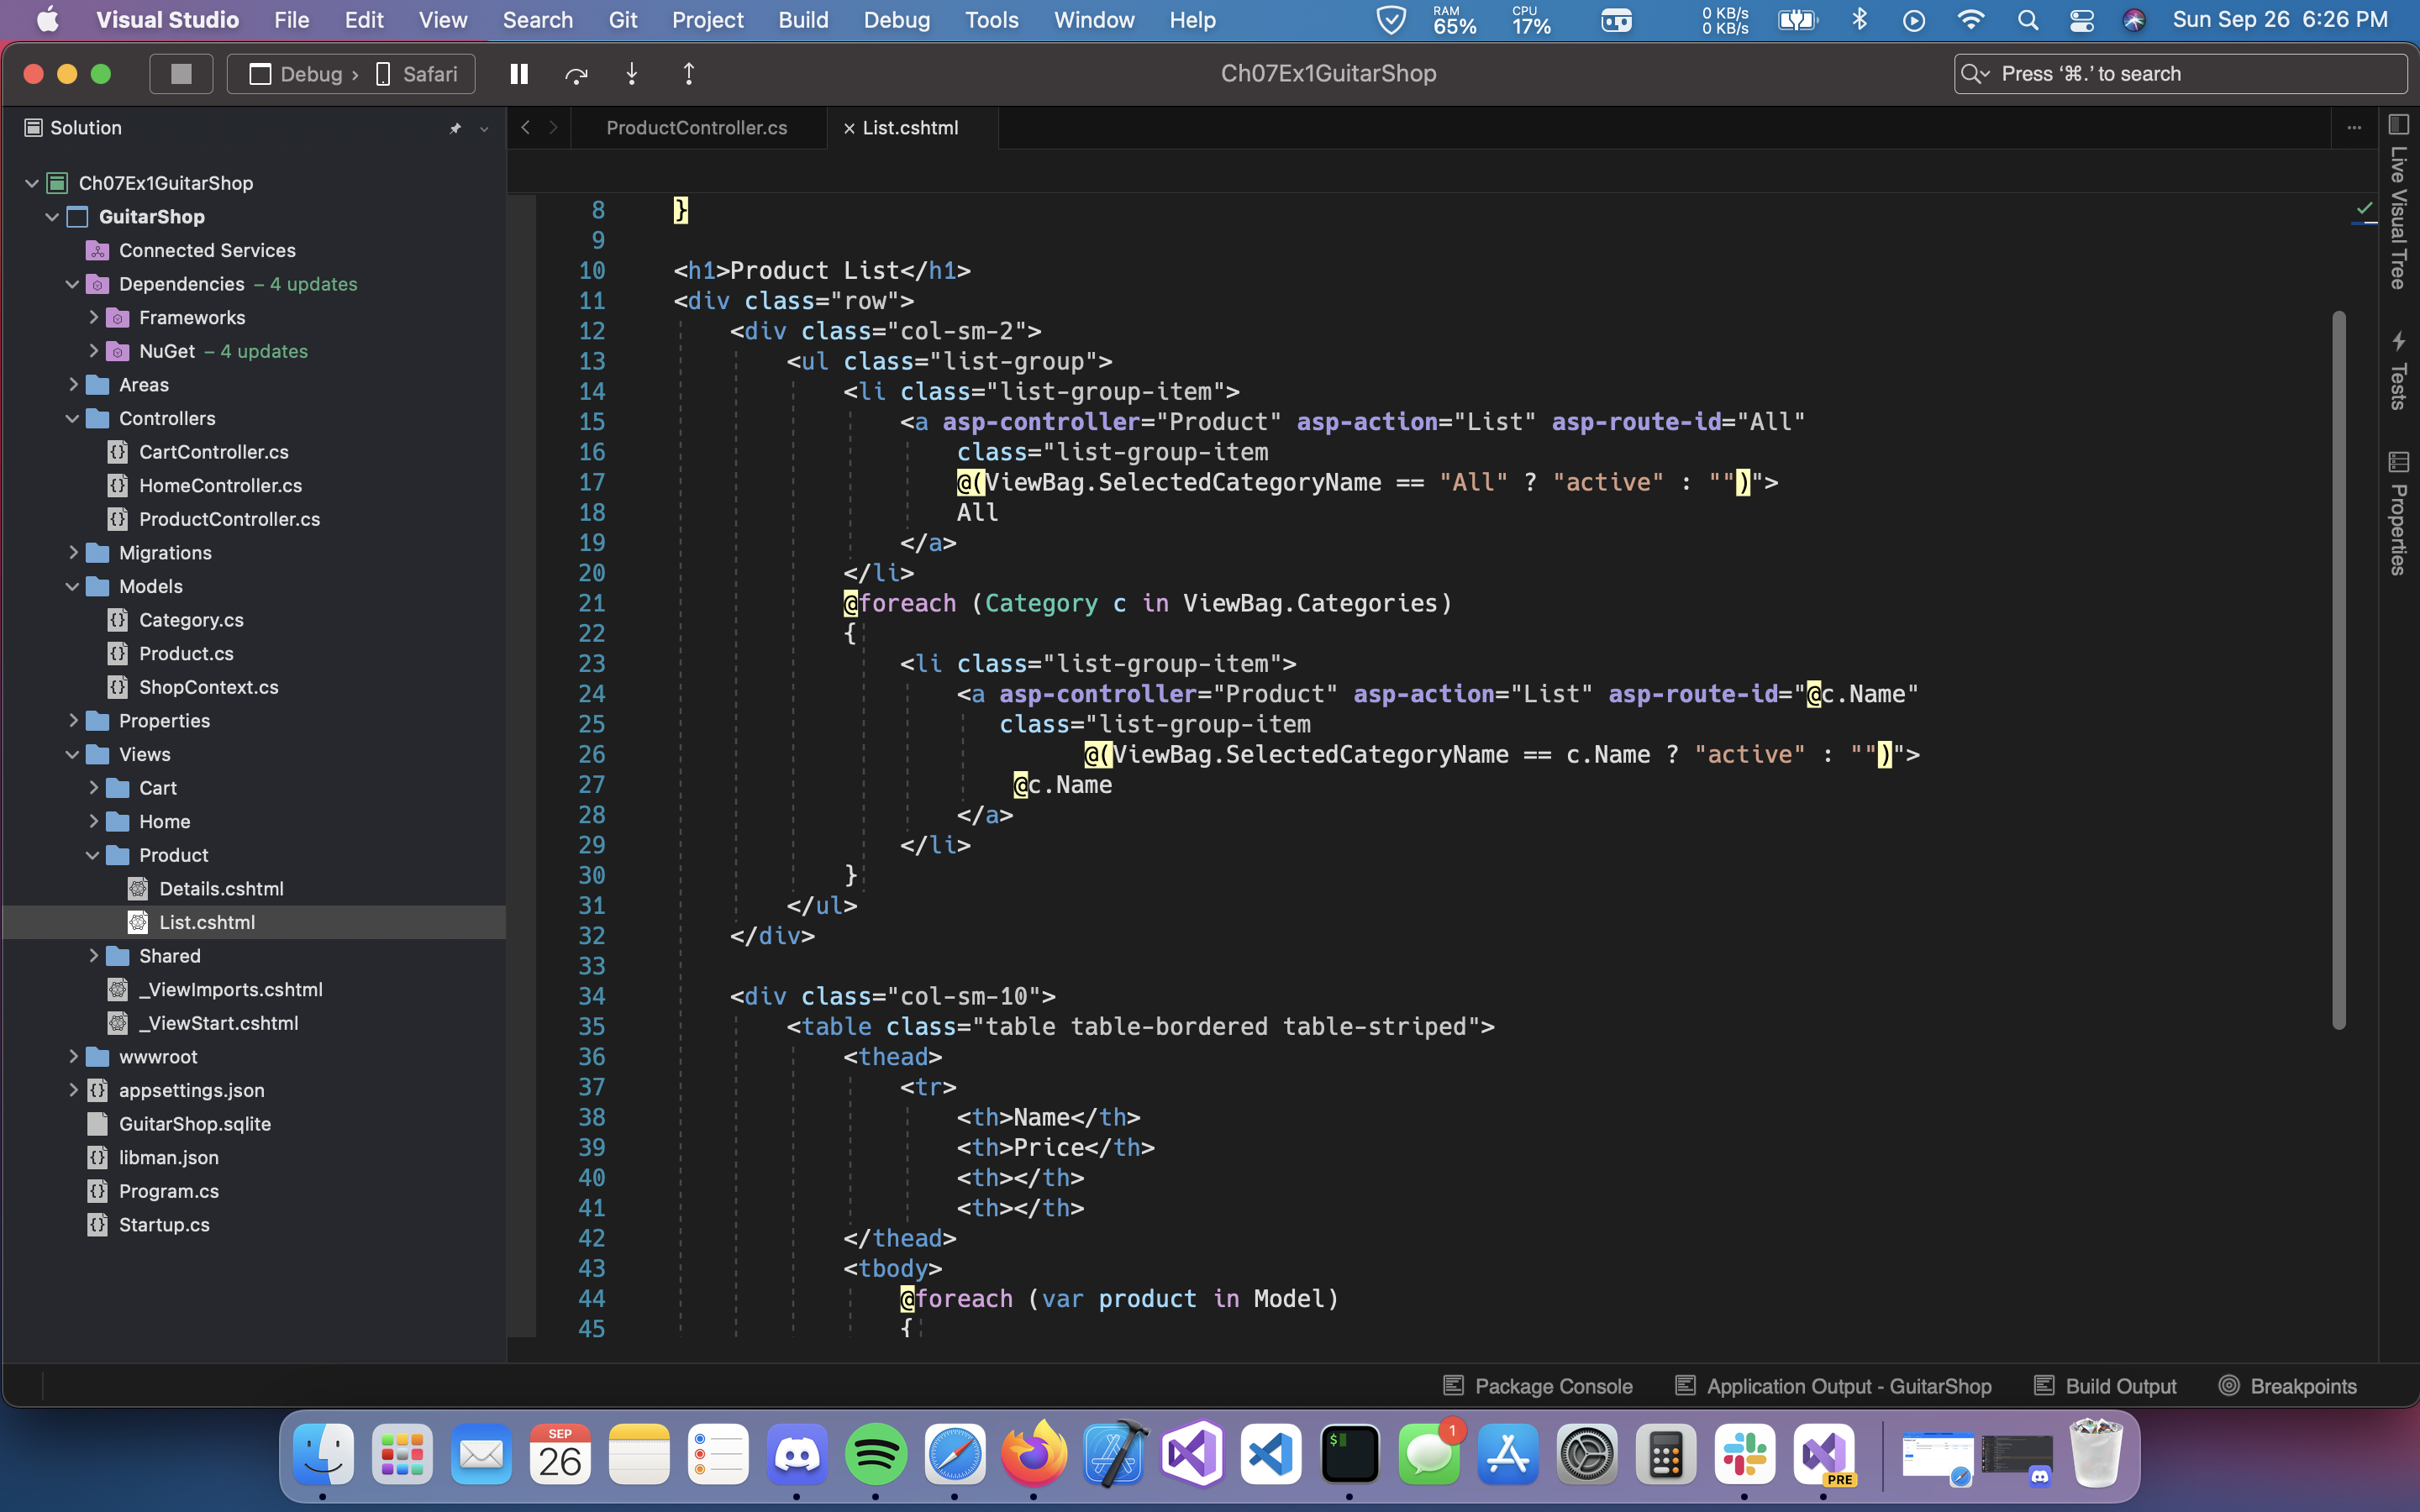 Visual Studio File Edit View Search Git Project Build Debug Tools Window Help RAM 65% CPU 17% 0 KB/s 0 KB/s Sun Sep 26 6:26 PM
Debug › Safari Ch07Ex1GuitarShop Press ‘⌘.’ to search
Solution
ProductController.cs
× List.cshtml
Ch07Ex1GuitarShop
GuitarShop
Connected Services
Dependencies – 4 updates
Frameworks
NuGet – 4 updates
Areas
Controllers
CartController.cs
HomeController.cs
ProductController.cs
Migrations
Models
Category.cs
Product.cs
ShopContext.cs
Properties
Views
Cart
Home
Product
Details.cshtml
List.cshtml
Shared
_ViewImports.cshtml
_ViewStart.cshtml
wwwroot
appsettings.json
GuitarShop.sqlite
libman.json
Program.cs
Startup.cs
8 }
9
10 <h1>Product List</h1>
11 <div class="row">
12 <div class="col-sm-2">
13 <ul class="list-group">
14 <li class="list-group-item">
15 <a asp-controller="Product" asp-action="List" asp-route-id="All"
16 class="list-group-item
17 @(ViewBag.SelectedCategoryName == "All" ? "active" : "")">
18 All
19 </a>
20 </li>
21 @foreach (Category c in ViewBag.Categories)
22 {
23 <li class="list-group-item">
24 <a asp-controller="Product" asp-action="List" asp-route-id="@c.Name"
25 class="list-group-item
26 @(ViewBag.SelectedCategoryName == c.Name ? "active" : "")">
27 @c.Name
28 </a>
29 </li>
30 }
31 </ul>
32 </div>
33
34 <div class="col-sm-10">
35 <table class="table table-bordered table-striped">
36 <thead>
37 <tr>
38 <th>Name</th>
39 <th>Price</th>
40 <th></th>
41 <th></th>
42 </thead>
43 <tbody>
44 @foreach (var product in Model)
45 {
Live Visual Tree
Tests
Properties
Package Console Application Output - GuitarShop Build Output Breakpoints
SEP
26
$
1
PRE